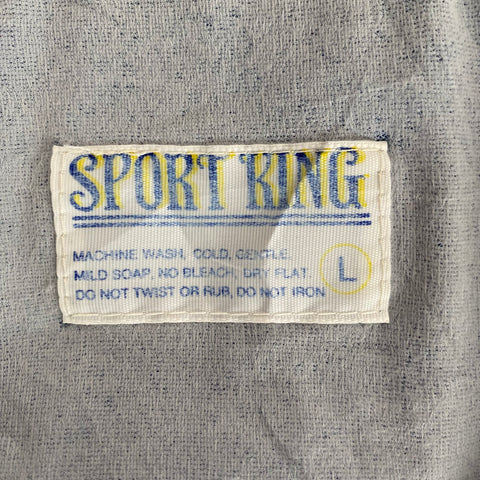 SPORT KING
MACHINE WASH, COLD, GENTLE.
MILD SOAP, NO BLEACH, DRY FLAT.
DO NOT TWIST OR RUB, DO NOT IRON
L